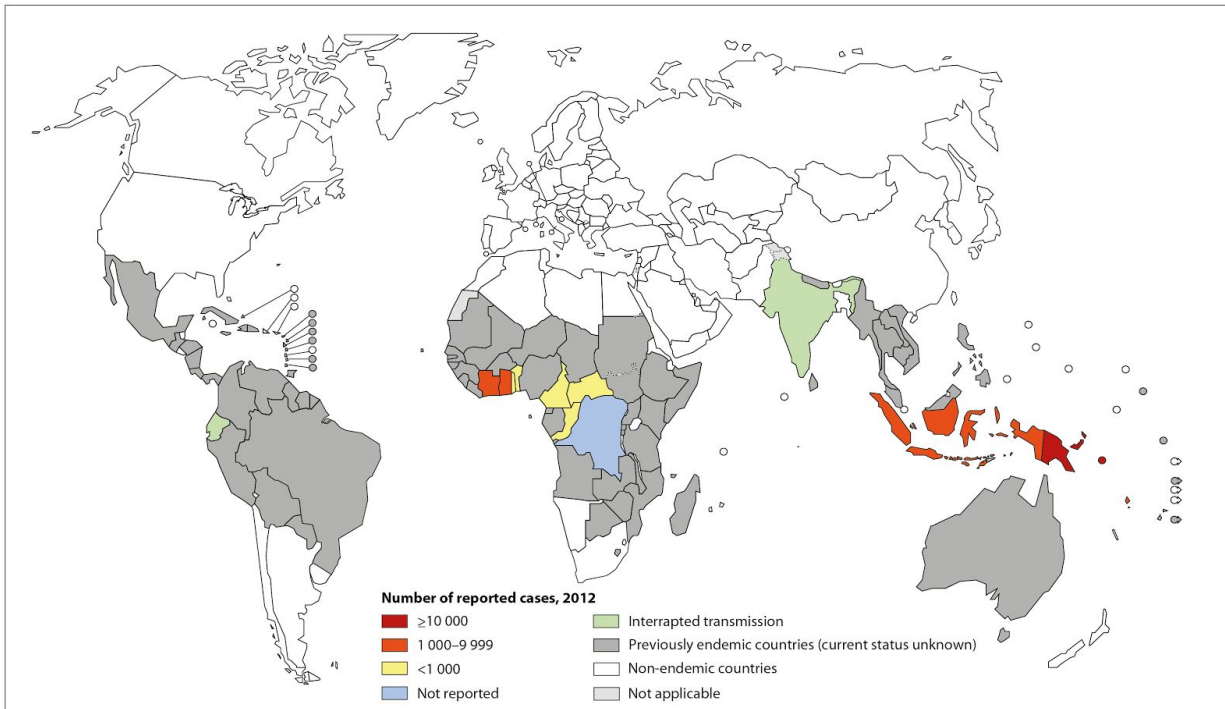 Number of reported cases, 2012
≥10 000
1 000–9 999
<1 000
Not reported
Interrapted transmission
Previously endemic countries (current status unknown)
Non-endemic countries
Not applicable